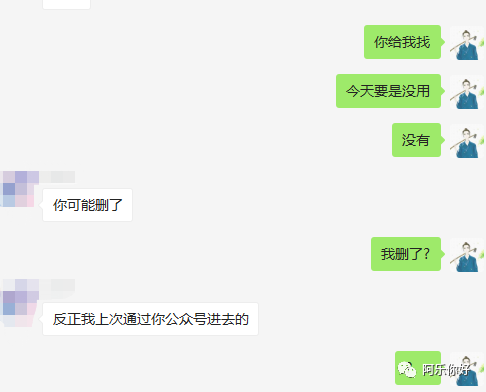 你给我找
今天要是没用
没有
你可能删了
我删了?
反正我上次通过你公众号进去的
阿乐你好